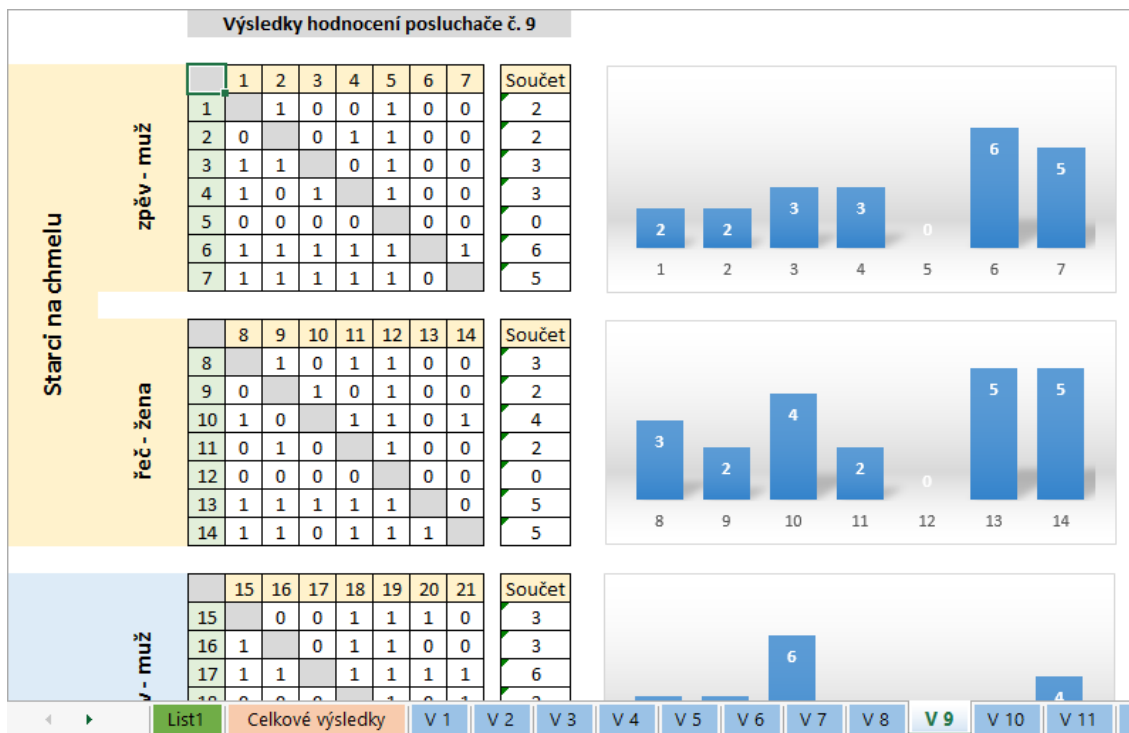 Výsledky hodnocení posluchače č. 9
Starci na chmelu
zpěv - muž
1 2 3 4 5 6 7 Součet
1 1 0 0 1 0 0 2
2 0 0 1 1 0 0 2
3 1 1 0 1 0 0 3
4 1 0 1 1 0 0 3
5 0 0 0 0 0 0 0
6 1 1 1 1 1 1 6
7 1 1 1 1 1 0 5
2 2 3 3 0 6 5
1 2 3 4 5 6 7
řeč - žena
8 9 10 11 12 13 14 Součet
8 1 0 1 1 0 0 3
9 0 1 0 1 0 0 2
10 1 0 1 1 0 1 4
11 0 1 0 1 0 0 2
12 0 0 0 0 0 0 0
13 1 1 1 1 1 0 5
14 1 1 0 1 1 1 5
3 2 4 2 0 5 5
8 9 10 11 12 13 14
- muž
15 16 17 18 19 20 21 Součet
15 0 0 1 1 1 0 3
16 1 0 1 1 0 0 3
17 1 1 1 1 1 1 6
6 4
List1 Celkové výsledky V 1 V 2 V 3 V 4 V 5 V 6 V 7 V 8 V 9 V 10 V 11